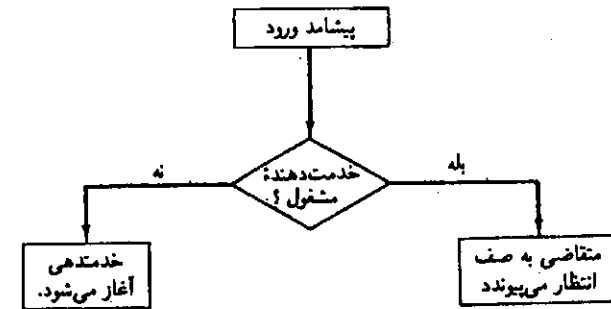 پیشامد ورود
خدمت‌دهندهٔ
مشغول ؟
بله
نه
متقاضی به صف
انتظار می‌پیوندد
خدمتدهی
آغاز می‌شود.